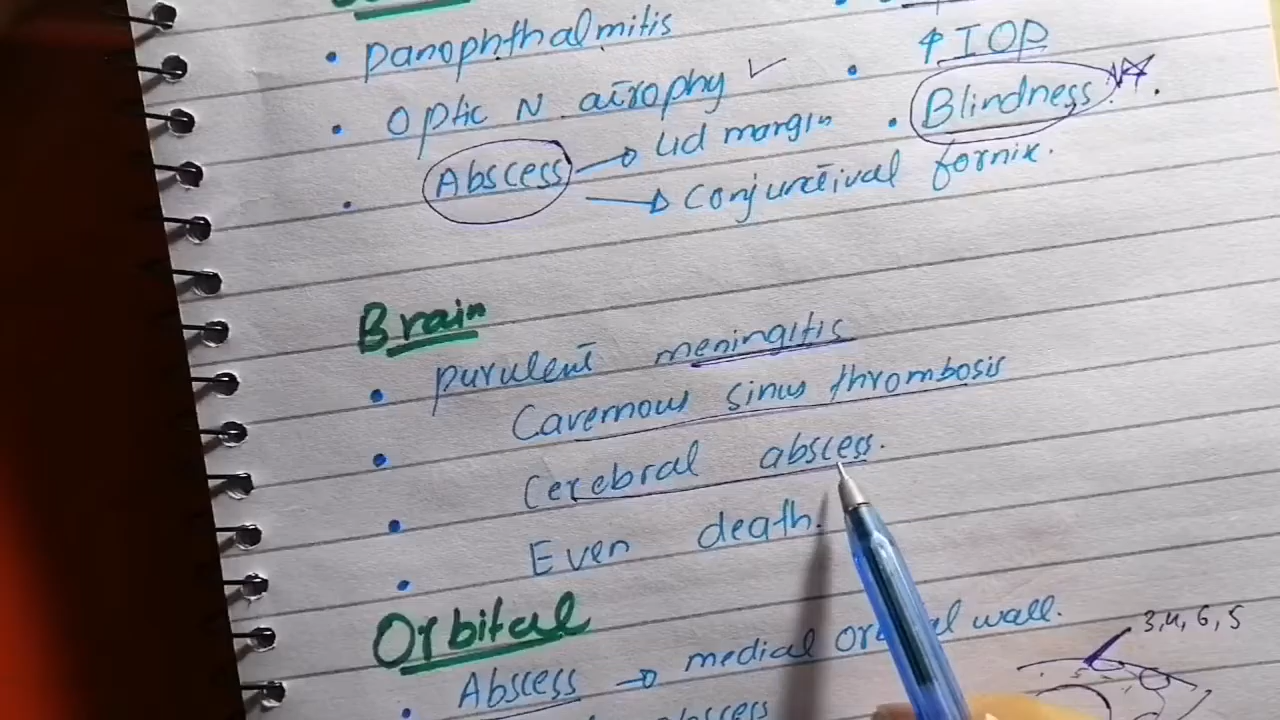 • Panophthalmitis
• ↑ IOP
• Optic N atrophy ✓
• Blindness ☆.
• Abscess → Lid margin
→ Conjunctival fornix.
Brain
• purulent meningitis
• Cavernous sinus thrombosis
• Cerebral abscess.
• Even death.
Orbital
• Abscess → medial wall.
abscess
3,4,6,5